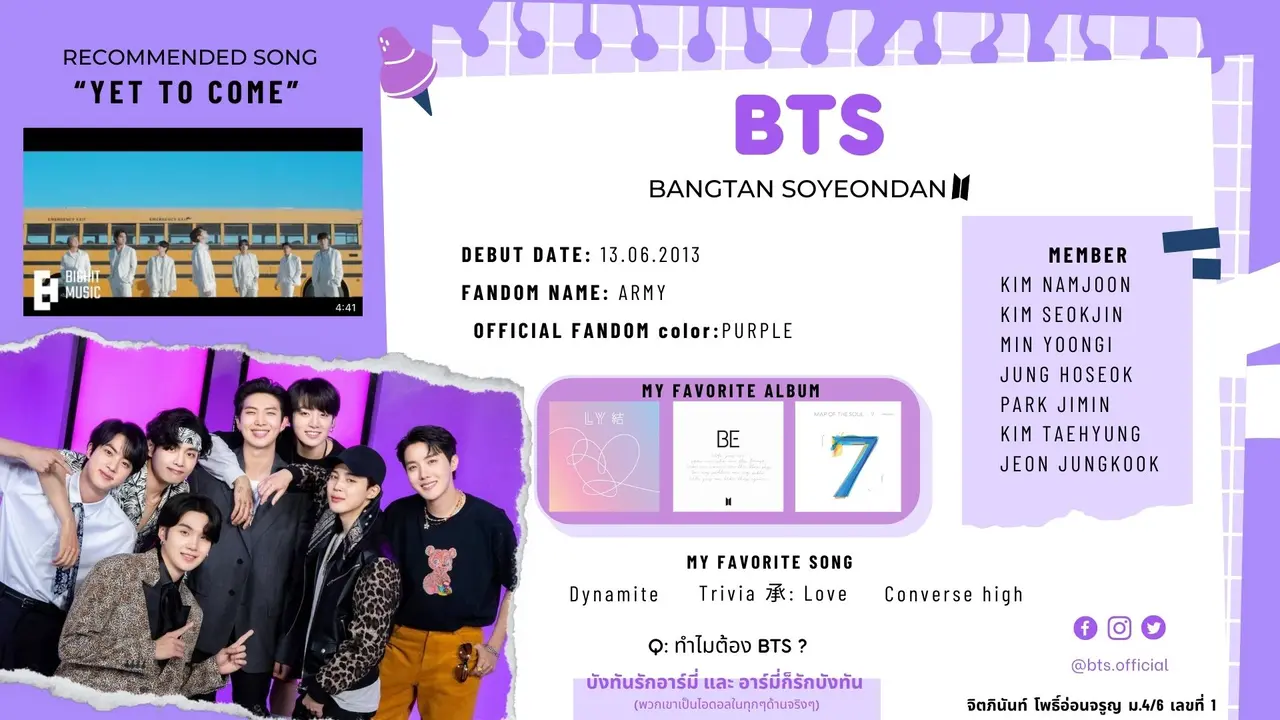 RECOMMENDED SONG
“YET TO COME”
BIGHIT
MUSIC
4:41
BTS
BANGTAN SOYEONDAN
DEBUT DATE: 13.06.2013
FANDOM NAME: ARMY
OFFICIAL FANDOM color:PURPLE
MEMBER
KIM NAMJOON
KIM SEOKJIN
MIN YOONGI
JUNG HOSEOK
PARK JIMIN
KIM TAEHYUNG
JEON JUNGKOOK
MY FAVORITE ALBUM
LY 結
BE
MAP OF THE SOUL : 7
7
MY FAVORITE SONG
Dynamite Trivia 承: Love Converse high
Q: ทำไมต้อง BTS ?
บังทันรักอาร์มี่ และ อาร์มี่ก็รักบังทัน
(พวกเขาเป็นไอดอลในทุกๆด้านจริงๆ)
@bts.official
จิตภินันท์ โพธิ์อ่อนจรูญ ม.4/6 เลขที่ 1